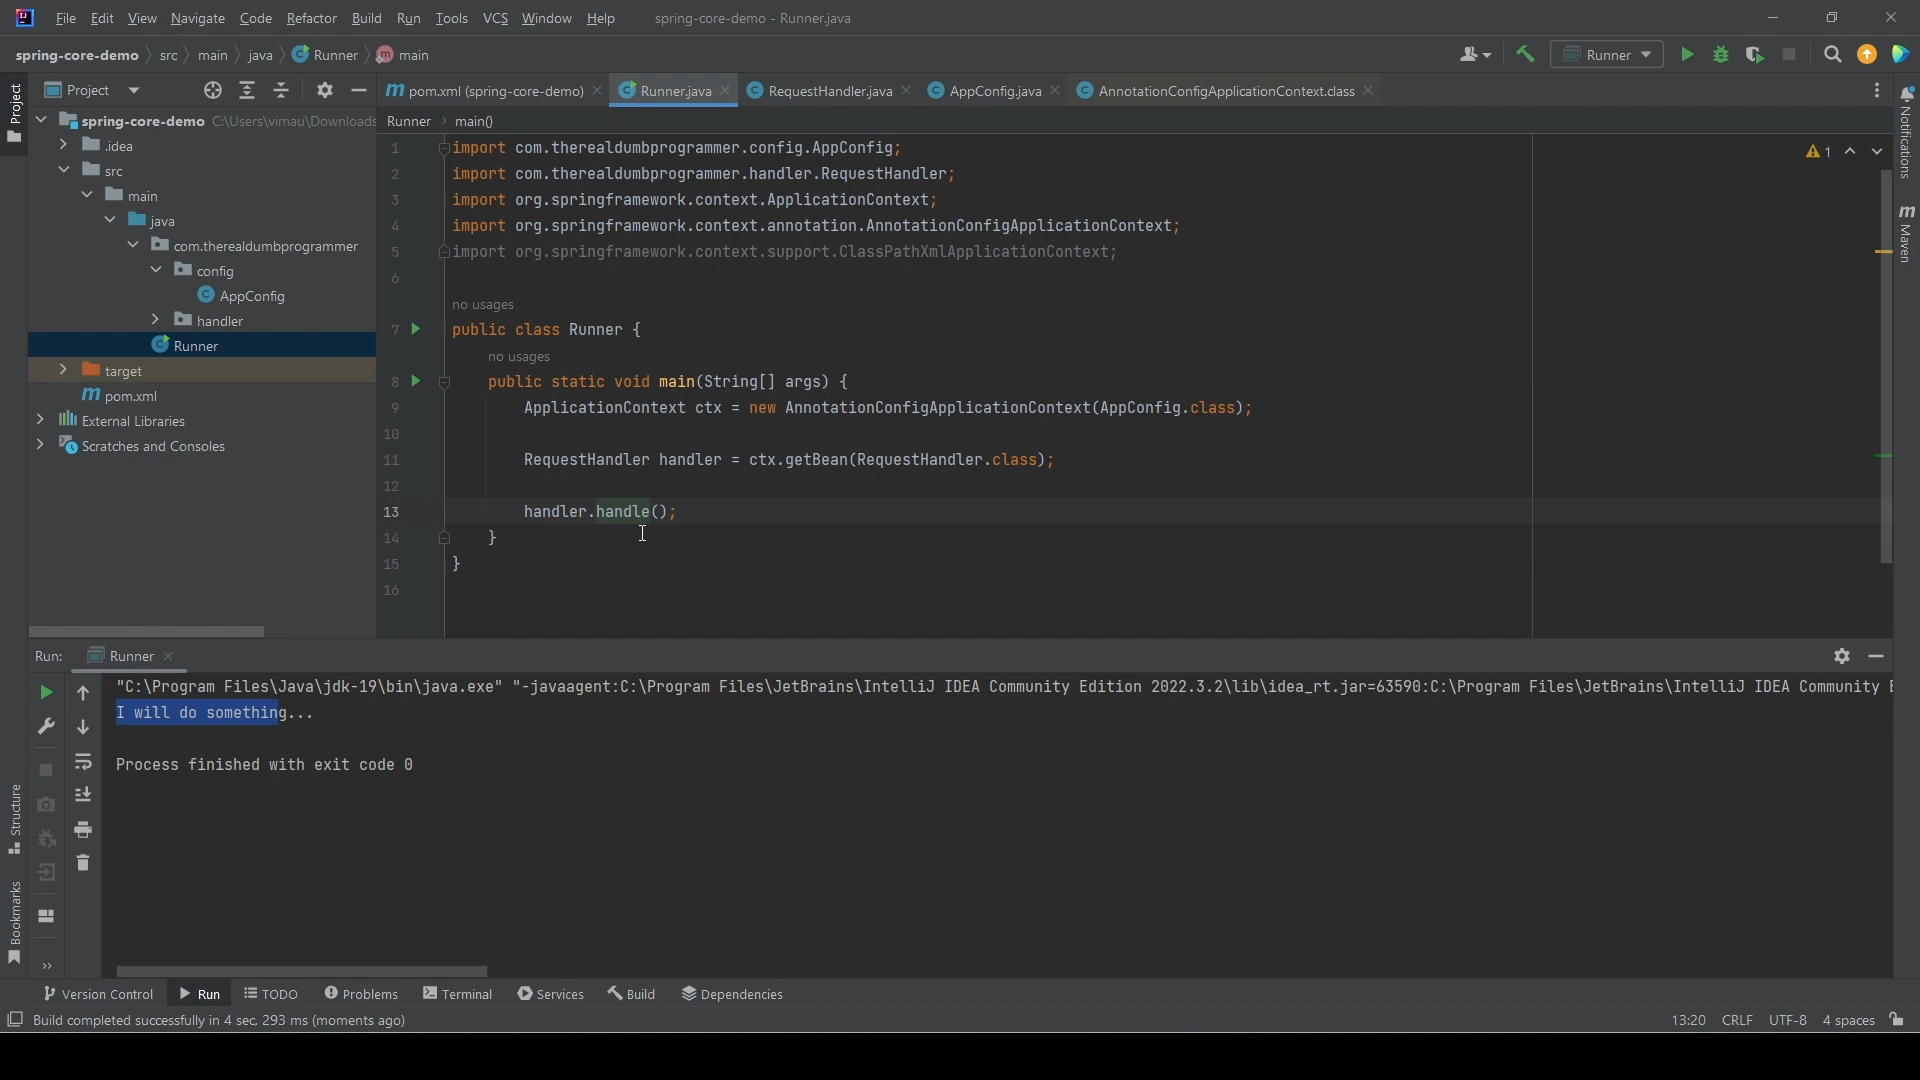 File Edit View Navigate Code Refactor Build Run Tools VCS Window Help spring-core-demo - Runner.java
spring-core-demo src main java Runner main Runner
Project
pom.xml (spring-core-demo) Runner.java RequestHandler.java AppConfig.java AnnotationConfigApplicationContext.class
Runner main()
Project
spring-core-demo C:\Users\vimau\Downloads
.idea
src
main
java
com.therealdumbprogrammer
config
AppConfig
handler
Runner
target
pom.xml
External Libraries
Scratches and Consoles
1 import com.therealdumbprogrammer.config.AppConfig;
2 import com.therealdumbprogrammer.handler.RequestHandler;
3 import org.springframework.context.ApplicationContext;
4 import org.springframework.context.annotation.AnnotationConfigApplicationContext;
5 import org.springframework.context.support.ClassPathXmlApplicationContext;
6
no usages
7 public class Runner {
no usages
8 public static void main(String[] args) {
9 ApplicationContext ctx = new AnnotationConfigApplicationContext(AppConfig.class);
10
11 RequestHandler handler = ctx.getBean(RequestHandler.class);
12
13 handler.handle();
14 }
15 }
16
1
Notifications
Maven
Run: Runner
"C:\Program Files\Java\jdk-19\bin\java.exe" "-javaagent:C:\Program Files\JetBrains\IntelliJ IDEA Community Edition 2022.3.2\lib\idea_rt.jar=63590:C:\Program Files\JetBrains\IntelliJ IDEA Community
I will do something...
Process finished with exit code 0
Structure
Bookmarks
Version Control Run TODO Problems Terminal Services Build Dependencies
Build completed successfully in 4 sec, 293 ms (moments ago) 13:20 CRLF UTF-8 4 spaces